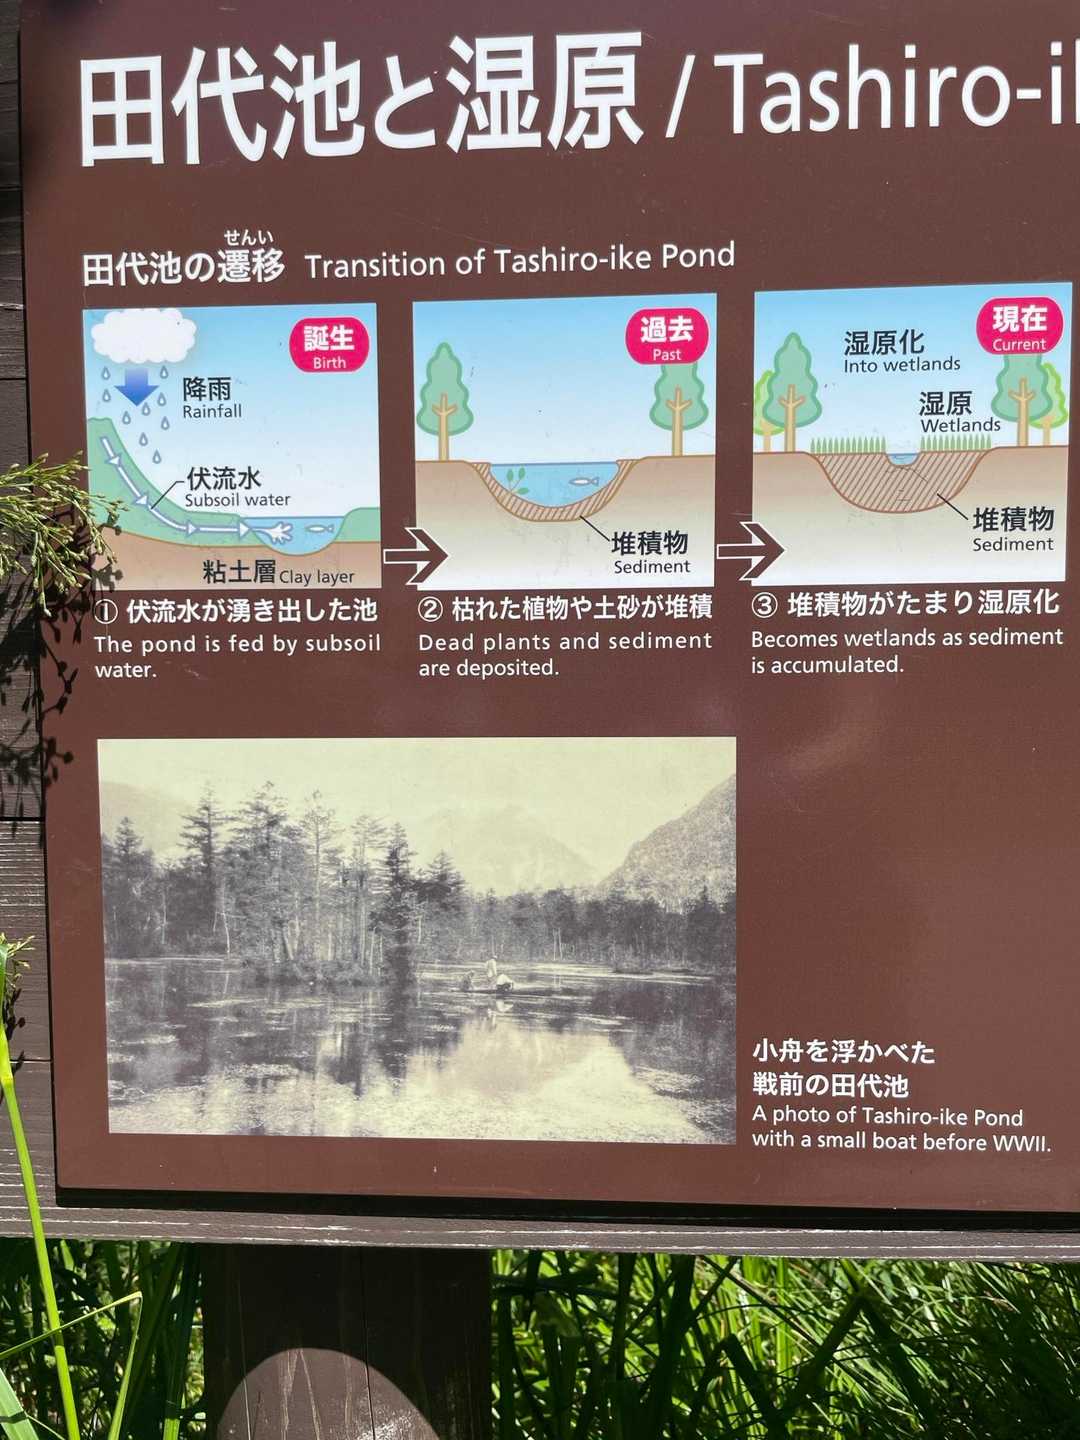 田代池と湿原 / Tashiro-ik
せんい
田代池の遷移 Transition of Tashiro-ike Pond
誕生
Birth
降雨
Rainfall
伏流水
Subsoil water
粘土層 Clay layer
① 伏流水が湧き出した池
The pond is fed by subsoil
water.
過去
Past
堆積物
Sediment
② 枯れた植物や土砂が堆積
Dead plants and sediment
are deposited.
現在
Current
湿原化
Into wetlands
湿原
Wetlands
堆積物
Sediment
③ 堆積物がたまり湿原化
Becomes wetlands as sediment
is accumulated.
小舟を浮かべた
戦前の田代池
A photo of Tashiro-ike Pond
with a small boat before WWII.